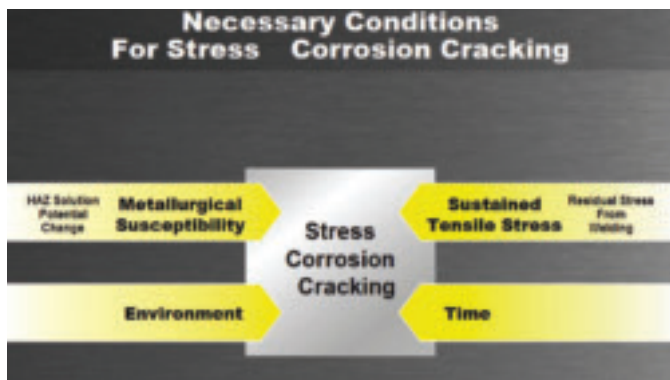 Necessary Conditions
For Stress Corrosion Cracking
HAZ Solution
Potential
Change
Metallurgical
Susceptibility
Stress
Corrosion
Cracking
Sustained
Tensile Stress
Residual Stress
From
Welding
Environment
Time